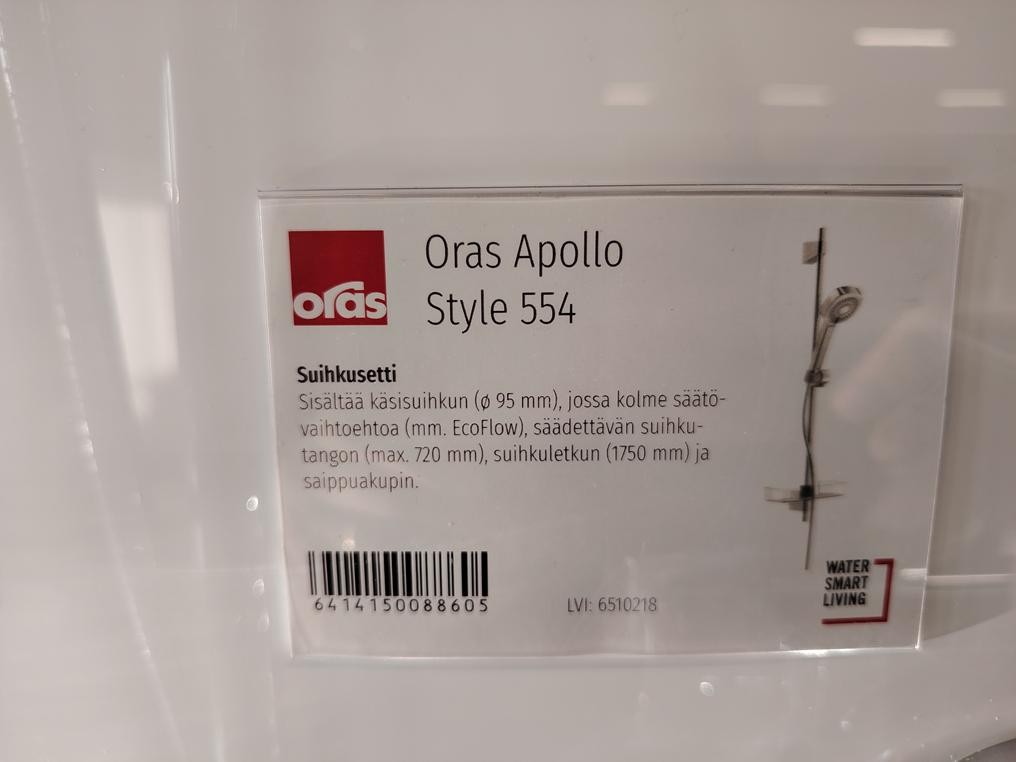 oras
Oras Apollo
Style 554
Suihkusetti
Sisältää käsisuihkun (ø 95 mm), jossa kolme säätö-
vaihtoehtoa (mm. EcoFlow), säädettävän suihku-
tangon (max. 720 mm), suihkuletkun (1750 mm) ja
saippuakupin.
6414150088605
LVI: 6510218
WATER
SMART
LIVING